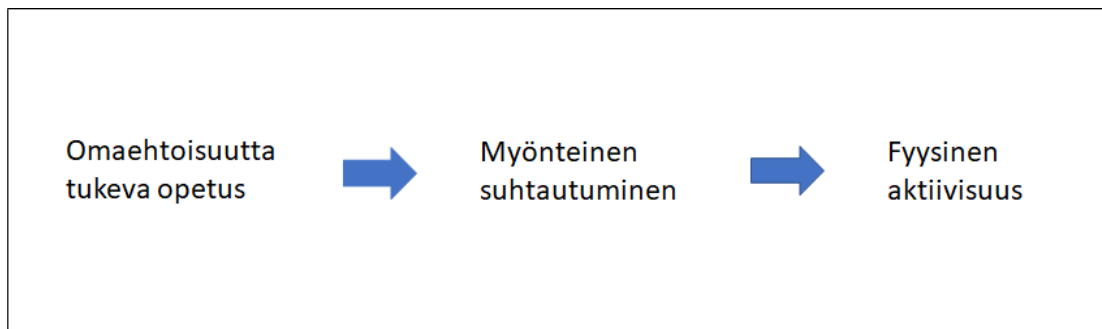 Omaehtoisuutta
tukeva opetus
Myönteinen
suhtautuminen
Fyysinen
aktiivisuus